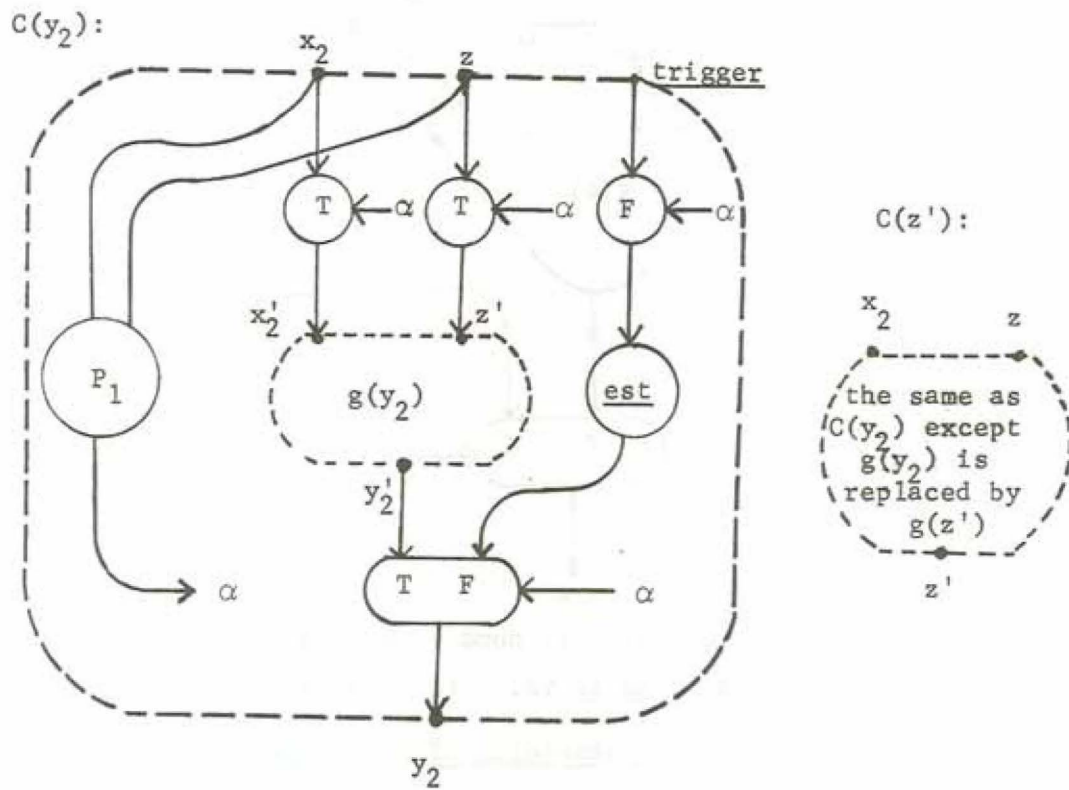 C(y₂):
x₂ z trigger
T α T α F α
C(z'):
x₂' z'
x₂ z
P₁ g(y₂) est
the same as
C(y₂) except
g(y₂) is
replaced by
g(z')
y₂'
z'
α T F α
y₂